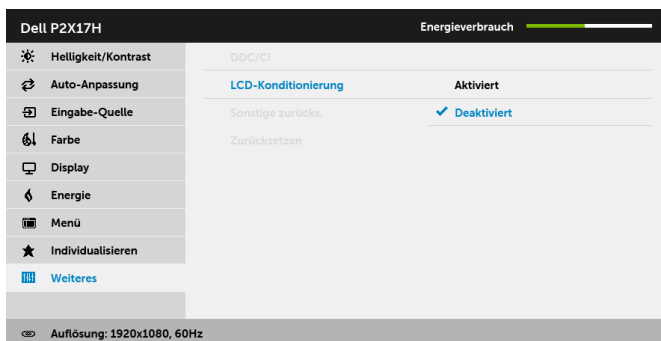 Dell P2X17H
Energieverbrauch
Helligkeit/Kontrast
DDC/CI
Auto-Anpassung
LCD-Konditionierung
Aktiviert
Eingabe-Quelle
Sonstige zurücks.
Deaktiviert
Farbe
Zurücksetzen
Display
Energie
Menü
Individualisieren
Weiteres
Auflösung: 1920x1080, 60Hz